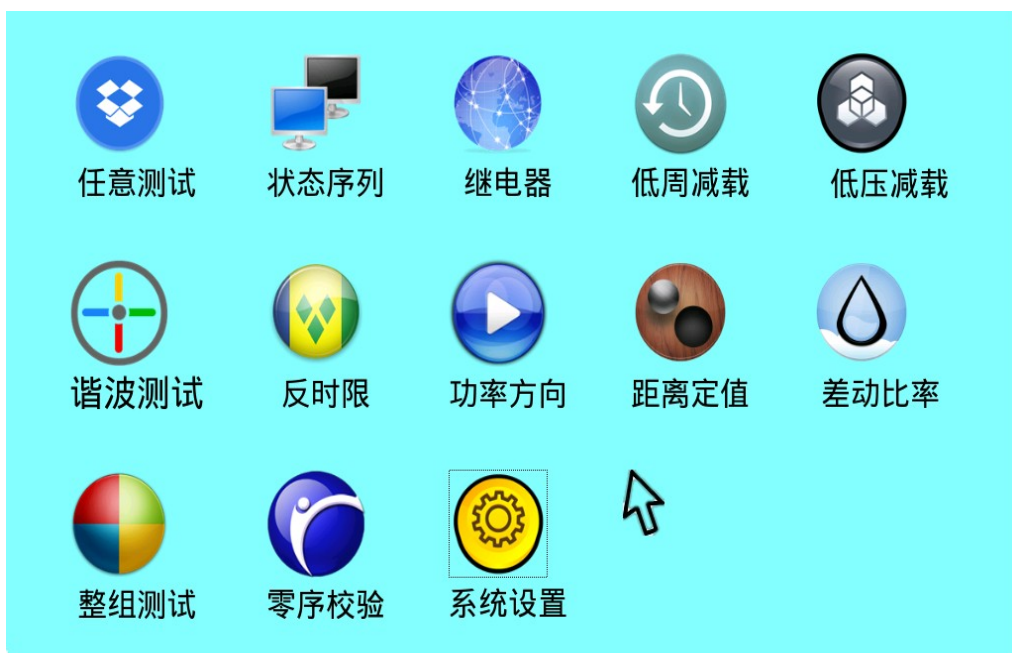 任意测试 状态序列 继电器 低周减载 低压减载
谐波测试 反时限 功率方向 距离定值 差动比率
整组测试 零序校验 系统设置